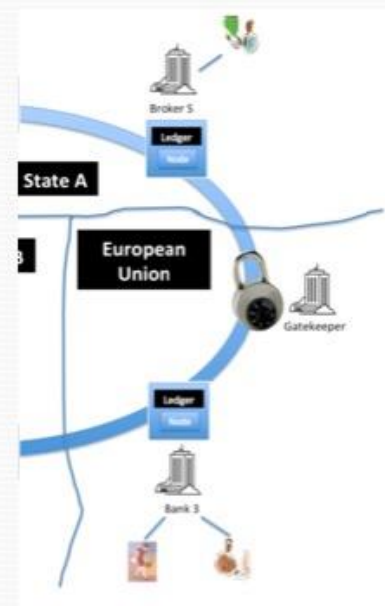 Broker 5
Ledger
Node
State A
European
Union
Gatekeeper
Ledger
Node
Bank 3